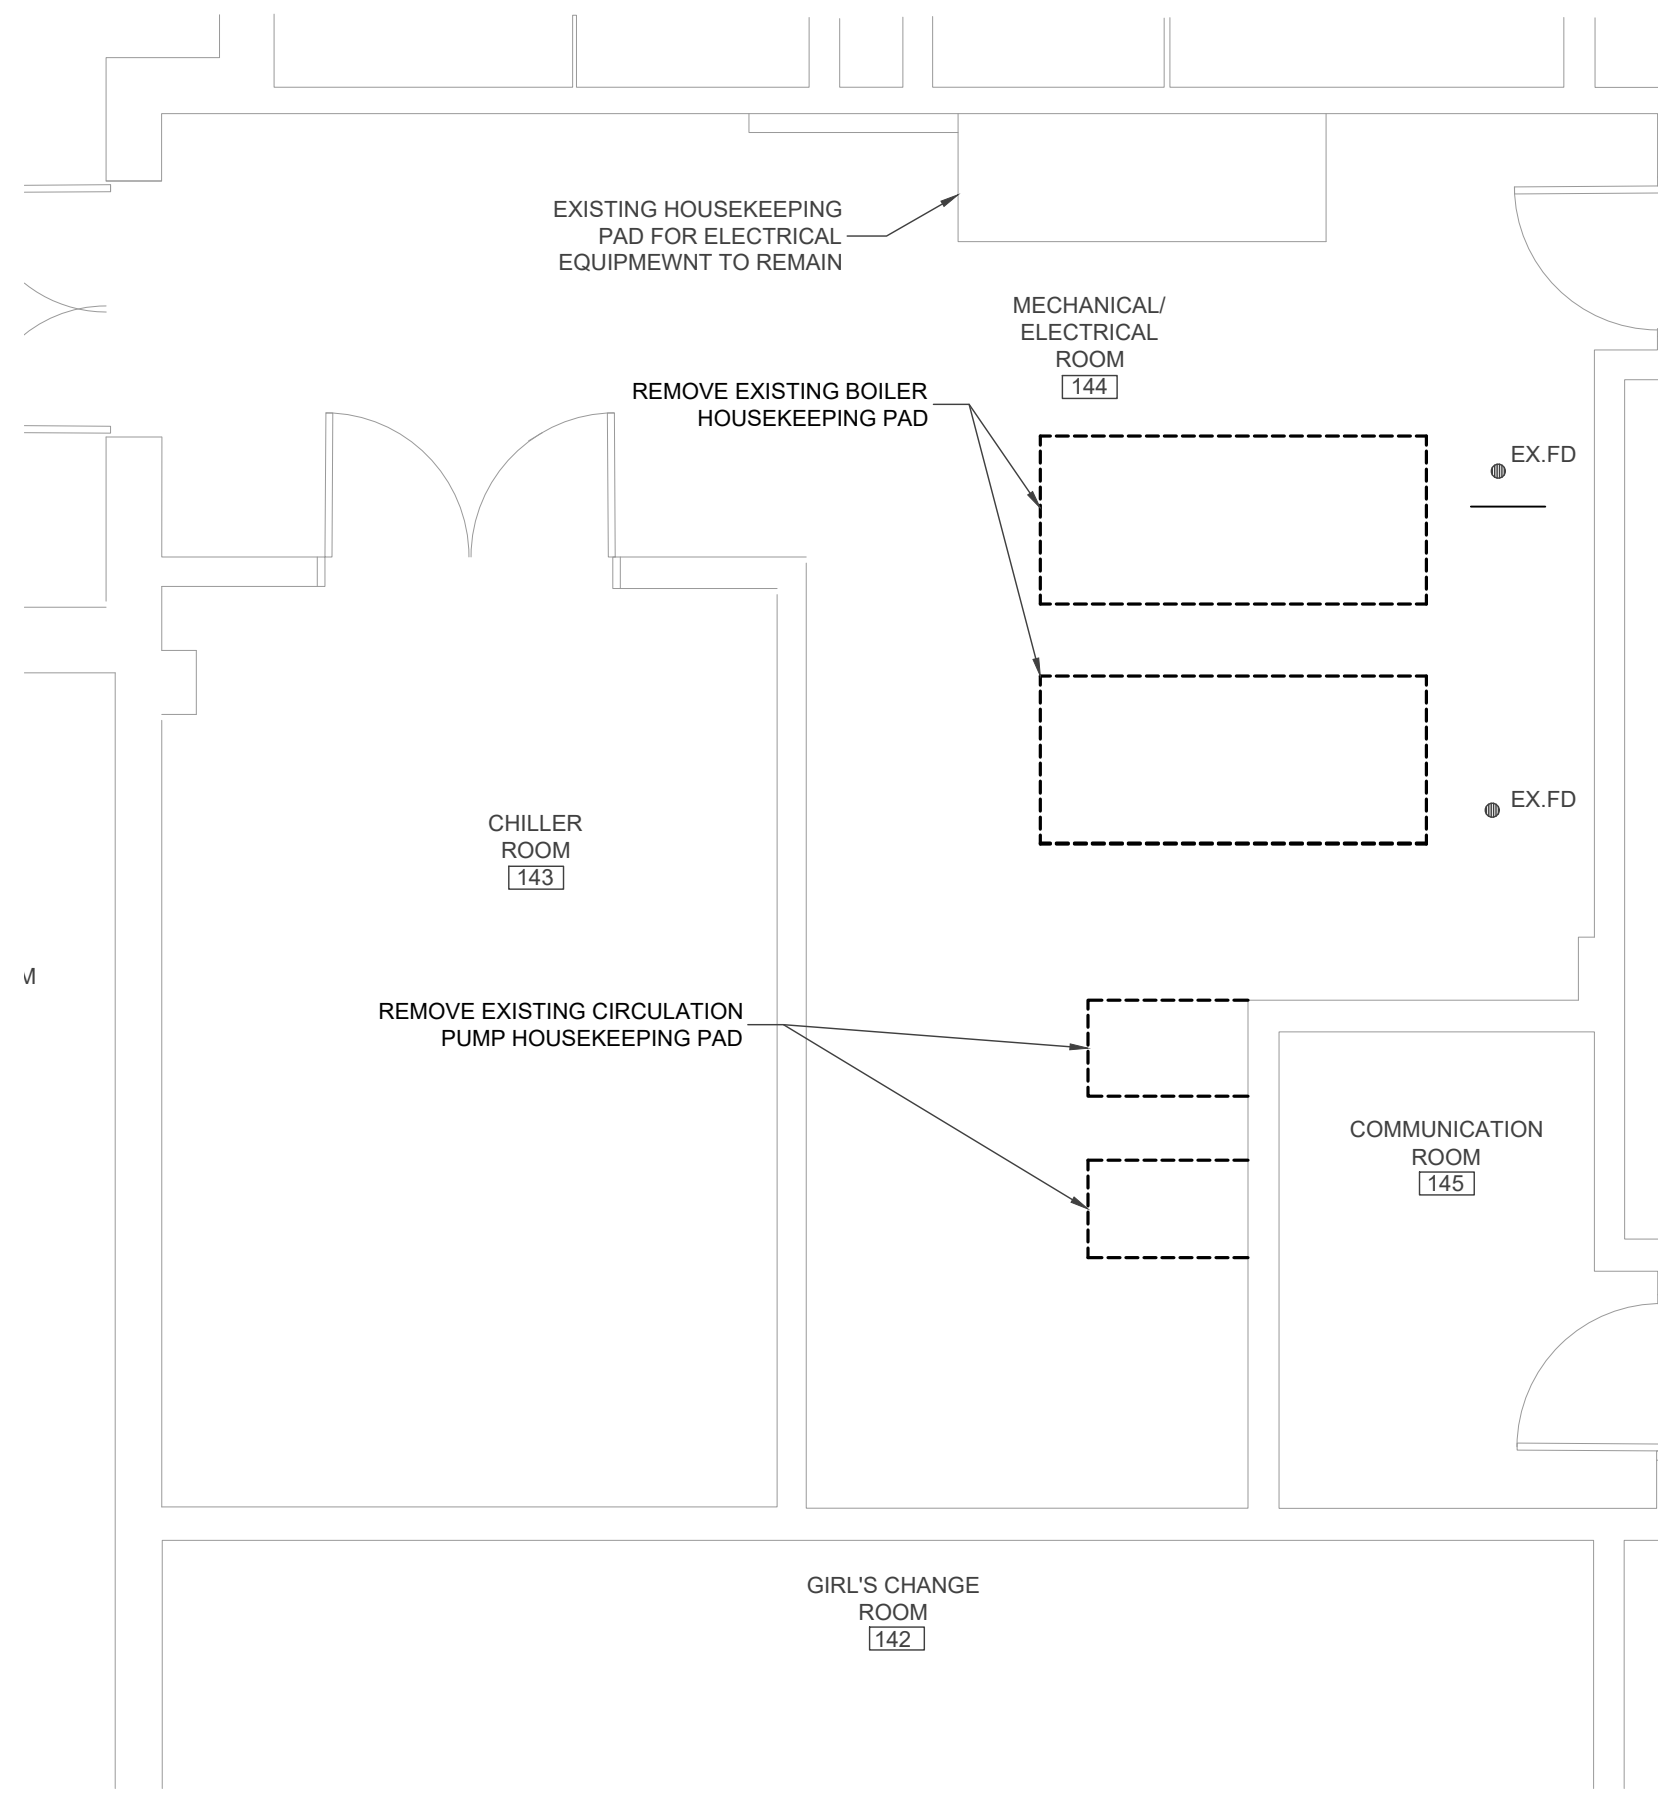 EXISTING HOUSEKEEPING
PAD FOR ELECTRICAL
EQUIPMEWNT TO REMAIN
MECHANICAL/
ELECTRICAL
ROOM
144
REMOVE EXISTING BOILER
HOUSEKEEPING PAD
EX.FD
EX.FD
CHILLER
ROOM
143
M
REMOVE EXISTING CIRCULATION
PUMP HOUSEKEEPING PAD
COMMUNICATION
ROOM
145
GIRL'S CHANGE
ROOM
142